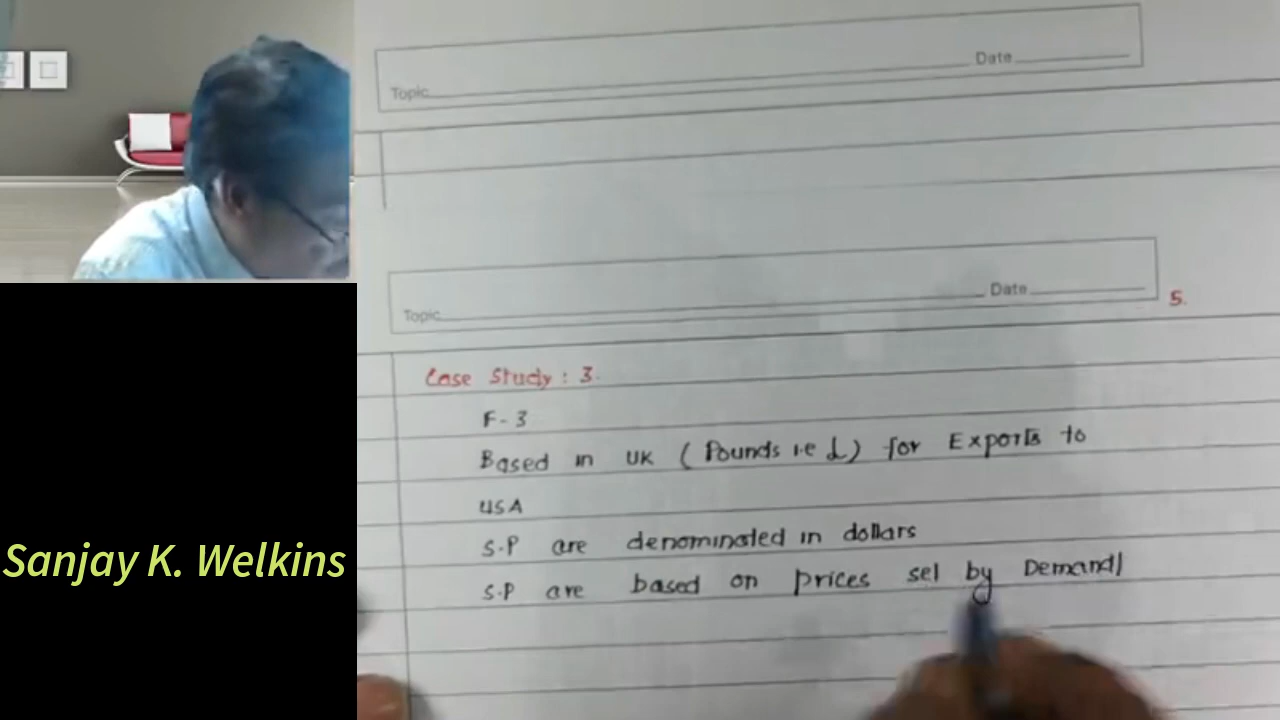 Topic Date
Topic Date
5.
Case Study : 3.
F-3
Based in UK ( Pounds i.e £ ) for Exports to
USA
S.P are denominated in dollars
S.P are based on prices set by Demand/
Sanjay K. Welkins